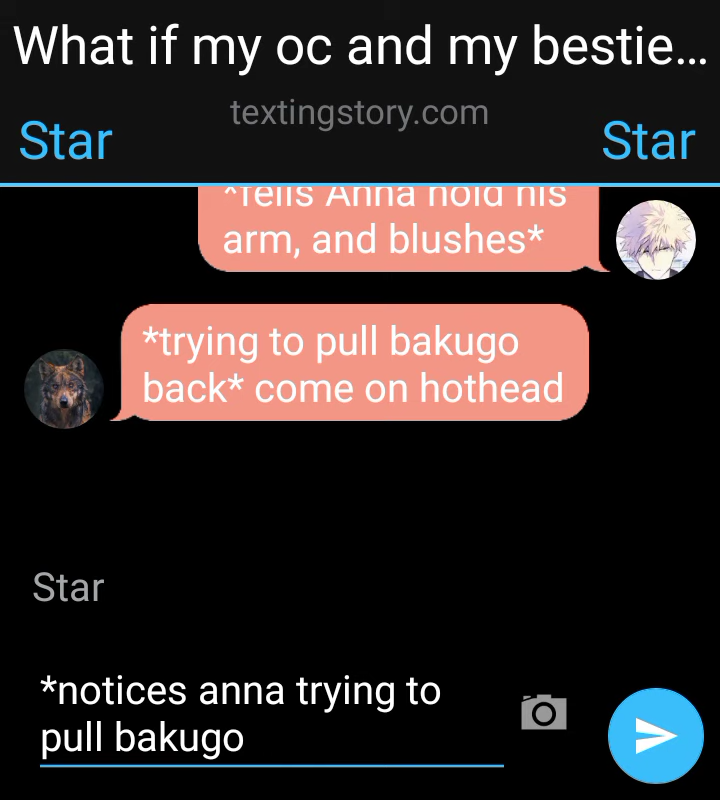 What if my oc and my bestie...
textingstory.com
Star
Star
*fells Anna hold his
arm, and blushes*
*trying to pull bakugo
back* come on hothead
Star
*notices anna trying to
pull bakugo